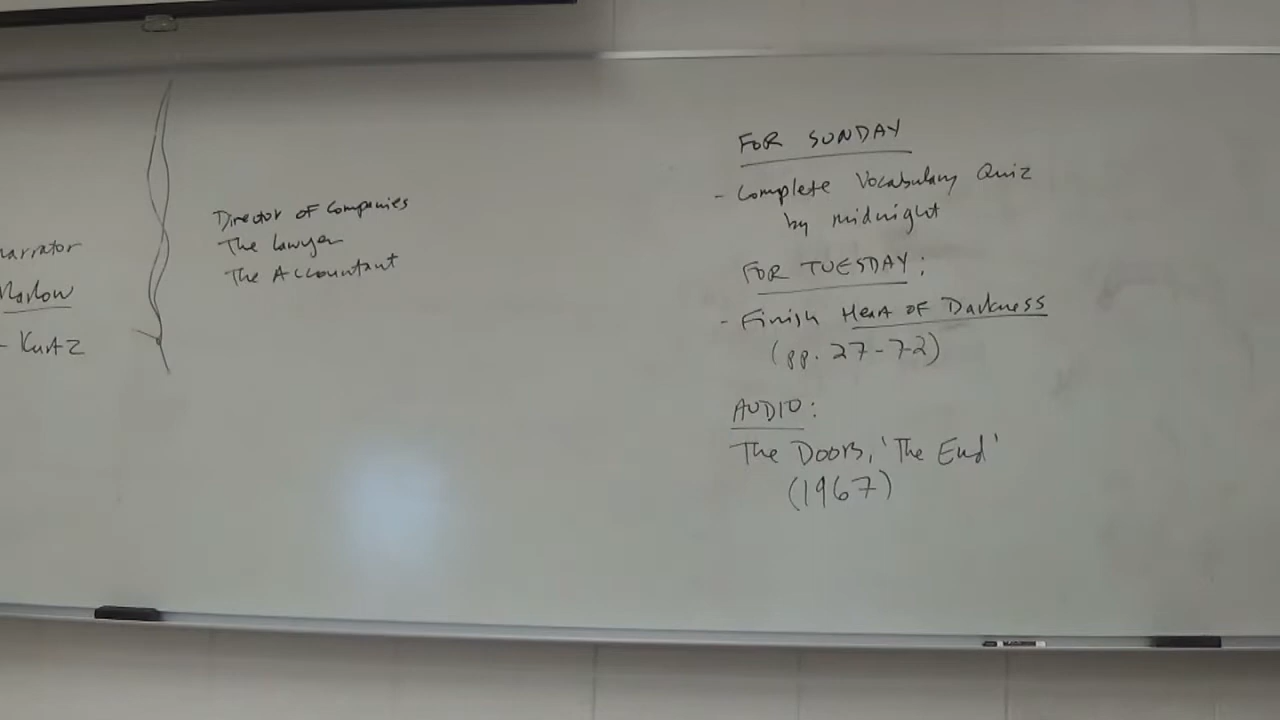 narrator
Marlow
- Kurtz
Director of Companies
The Lawyer
The Accountant
FOR SUNDAY
- Complete Vocabulary Quiz
by midnight
FOR TUESDAY:
- Finish Heart of Darkness
(pp. 27-72)
AUDIO:
The Doors, 'The End'
(1967)